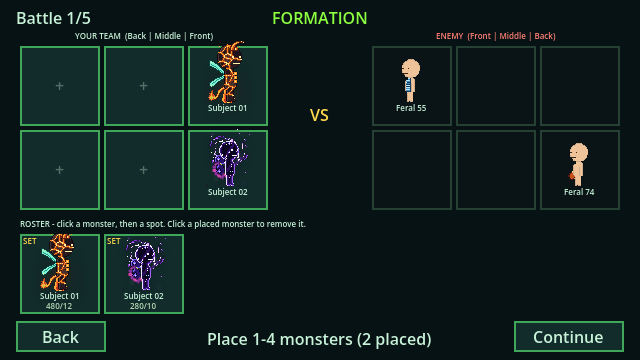 Battle 1/5
FORMATION
YOUR TEAM (Back | Middle | Front)
ENEMY (Front | Middle | Back)
+
+
Subject 01
VS
Feral 55
+
+
Subject 02
Feral 74
ROSTER - click a monster, then a spot. Click a placed monster to remove it.
SET
SET
Subject 01
480/12
Subject 02
280/10
Back
Place 1-4 monsters (2 placed)
Continue